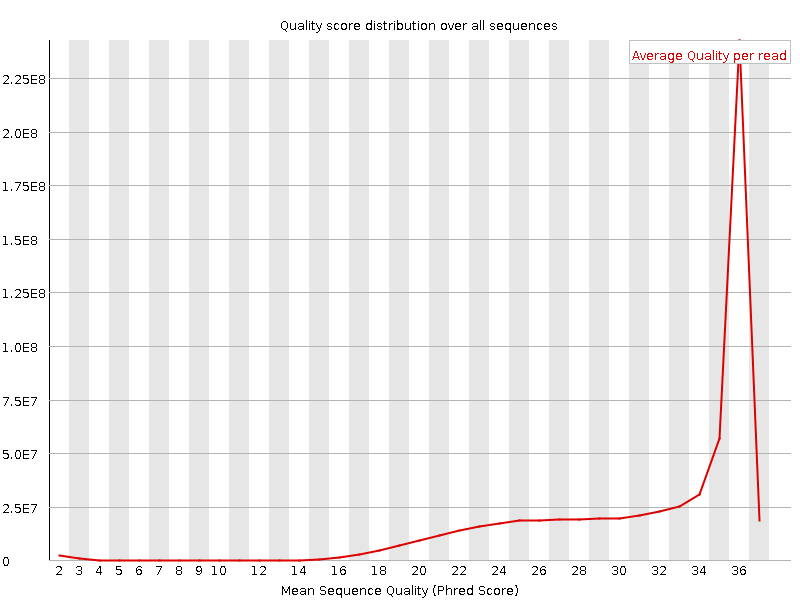 Quality score distribution over all sequences
Average Quality per read
2.25E8
2.0E8
1.75E8
1.5E8
1.25E8
1.0E8
7.5E7
5.0E7
2.5E7
0
2 3 4 5 6 7 8 9 10 12 14 16 18 20 22 24 26 28 30 32 34 36
Mean Sequence Quality (Phred Score)